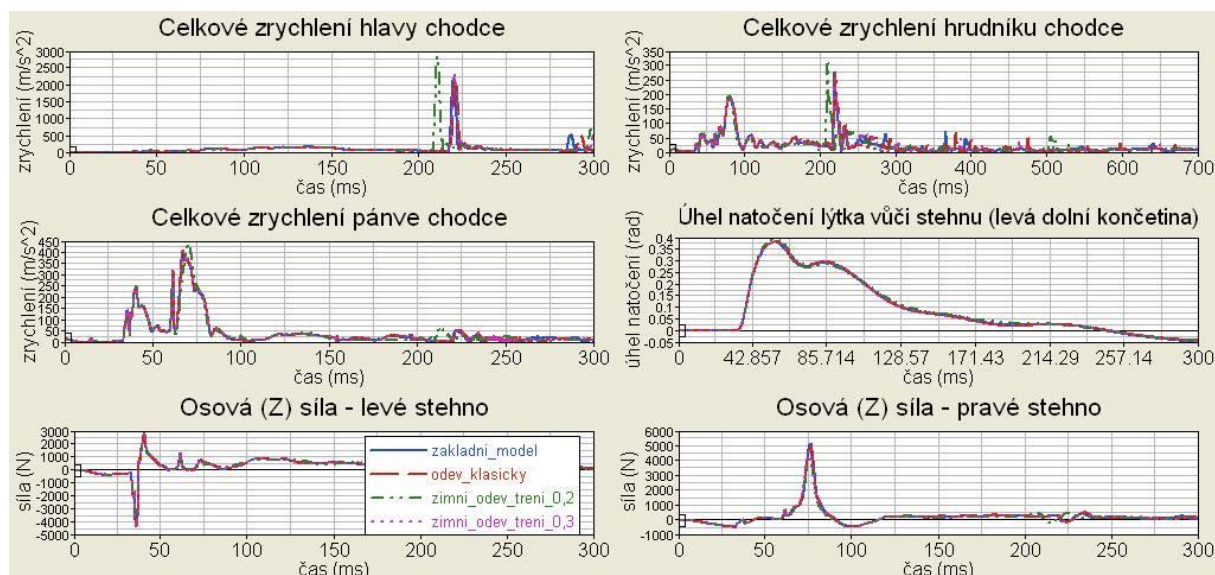 Celkové zrychlení hlavy chodce
zrychlení (m/s^2)
3000
2500
2000
1500
1000
500
0
0 50 100 150 200 250 300
čas (ms)
Celkové zrychlení hrudníku chodce
zrychlení (m/s^2)
350
300
250
200
150
100
50
0
0 100 200 300 400 500 600 700
čas (ms)
Celkové zrychlení pánve chodce
zrychlení (m/s^2)
450
400
350
300
250
200
150
100
50
0
0 50 100 150 200 250 300
čas (ms)
Úhel natočení lýtka vůči stehnu (levá dolní končetina)
úhel natočení (rad)
0.4
0.35
0.3
0.25
0.2
0.15
0.1
0.05
0
-0.05
0 42.857 85.714 128.57 171.43 214.29 257.14 300
čas (ms)
Osová (Z) síla - levé stehno
síla (N)
3000
2000
1000
0
-1000
-2000
-3000
-4000
-5000
0 50 100 150 200 250 300
čas (ms)
zakladni_model
odev_klasicky
zimni_odev_treni_0,2
zimni_odev_treni_0,3
Osová (Z) síla - pravé stehno
síla (N)
6000
5000
4000
3000
2000
1000
0
-1000
0 50 100 150 200 250 300
čas (ms)